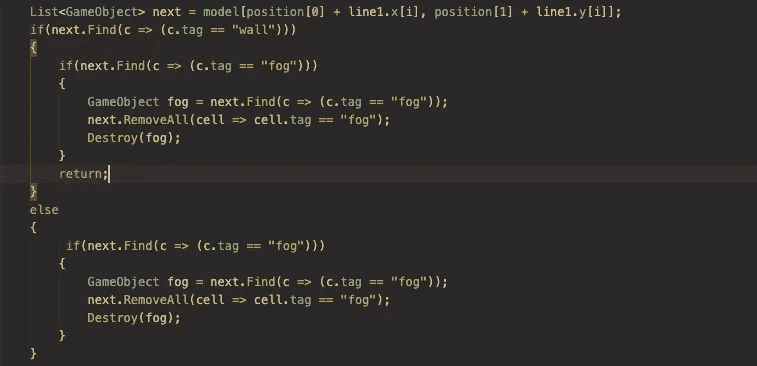 List<GameObject> next = model[position[0] + line1.x[i], position[1] + line1.y[i]];
if(next.Find(c => (c.tag == "wall")))
{
if(next.Find(c => (c.tag == "fog")))
{
GameObject fog = next.Find(c => (c.tag == "fog"));
next.RemoveAll(cell => cell.tag == "fog");
Destroy(fog);
}
return;
}
else
{
if(next.Find(c => (c.tag == "fog")))
{
GameObject fog = next.Find(c => (c.tag == "fog"));
next.RemoveAll(cell => cell.tag == "fog");
Destroy(fog);
}
}